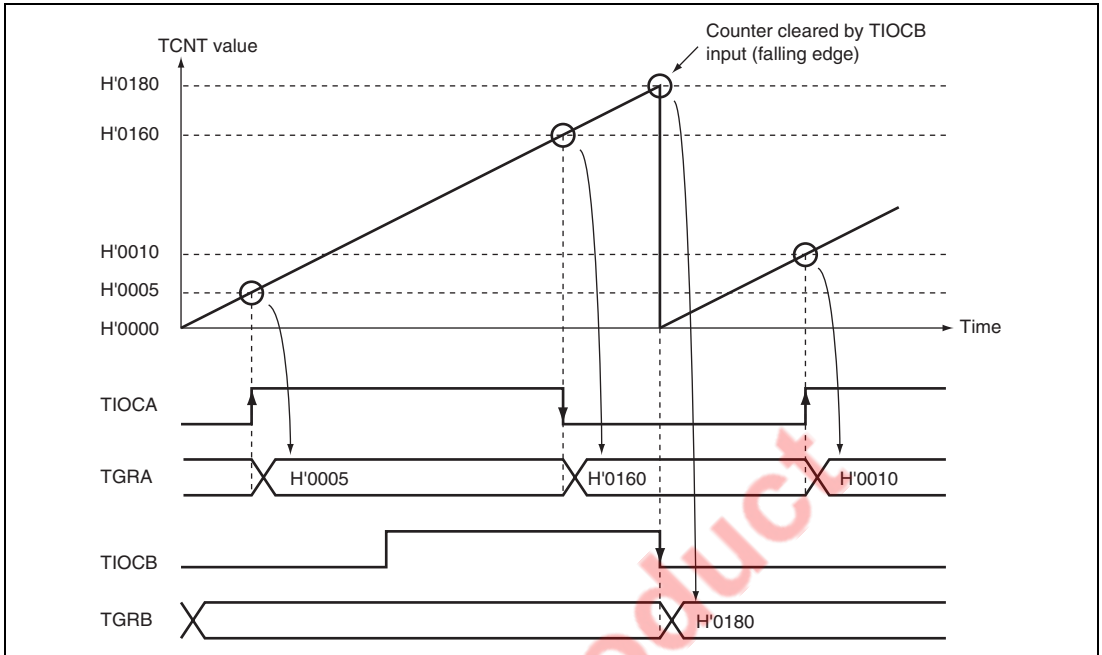 Counter cleared by TIOCB
input (falling edge)
TCNT value
H'0180
H'0160
H'0010
H'0005
H'0000
Time
TIOCA
TGRA
H'0005
H'0160
H'0010
TIOCB
TGRB
H'0180